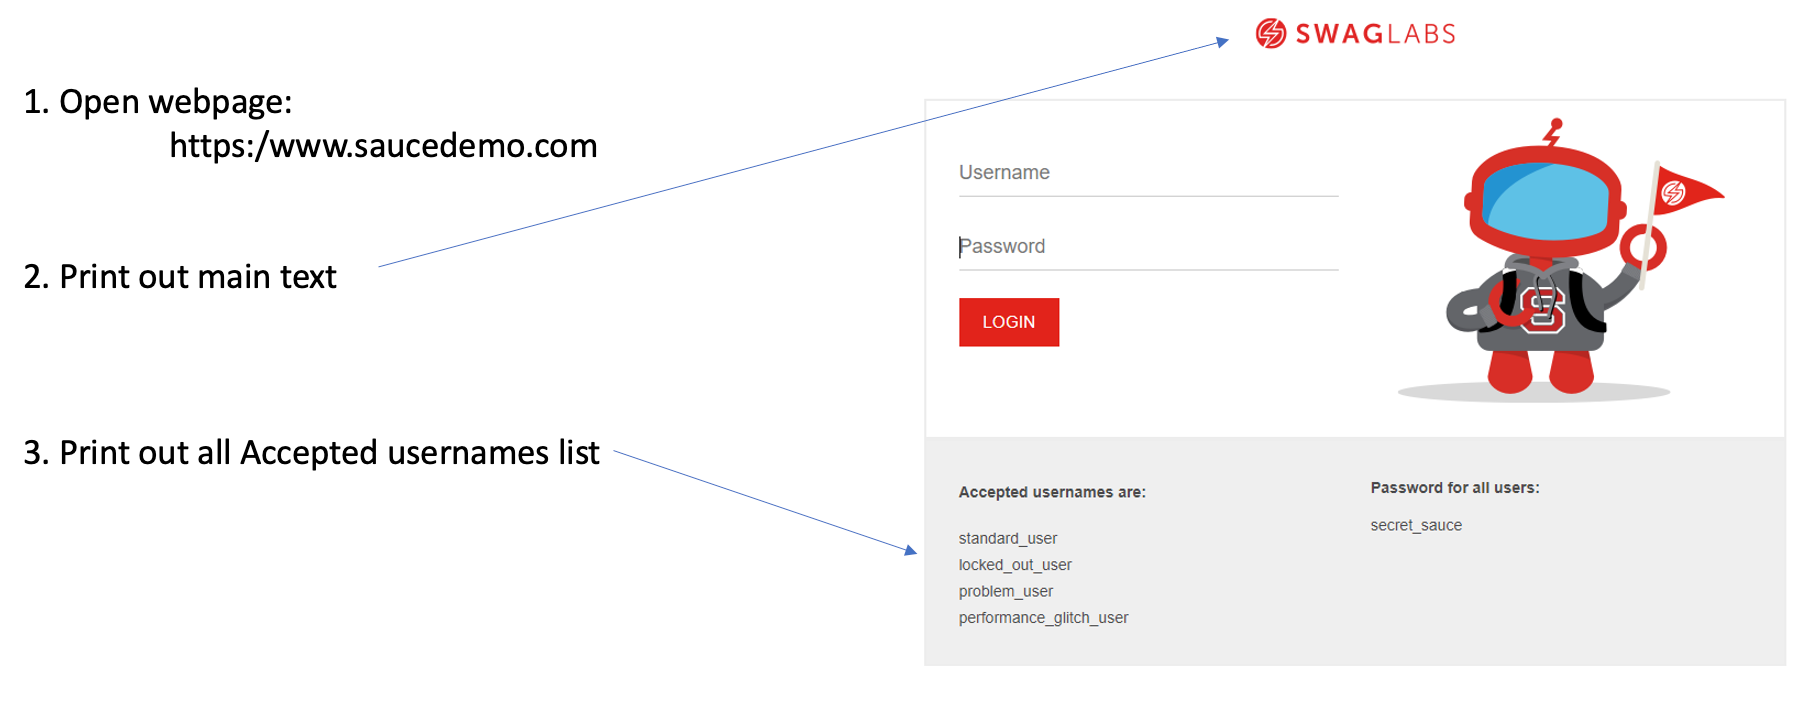 1. Open webpage:
https:/www.saucedemo.com
2. Print out main text
3. Print out all Accepted usernames list
SWAGLABS
Username
Password
LOGIN
S
Accepted usernames are:
standard_user
locked_out_user
problem_user
performance_glitch_user
Password for all users:
secret_sauce